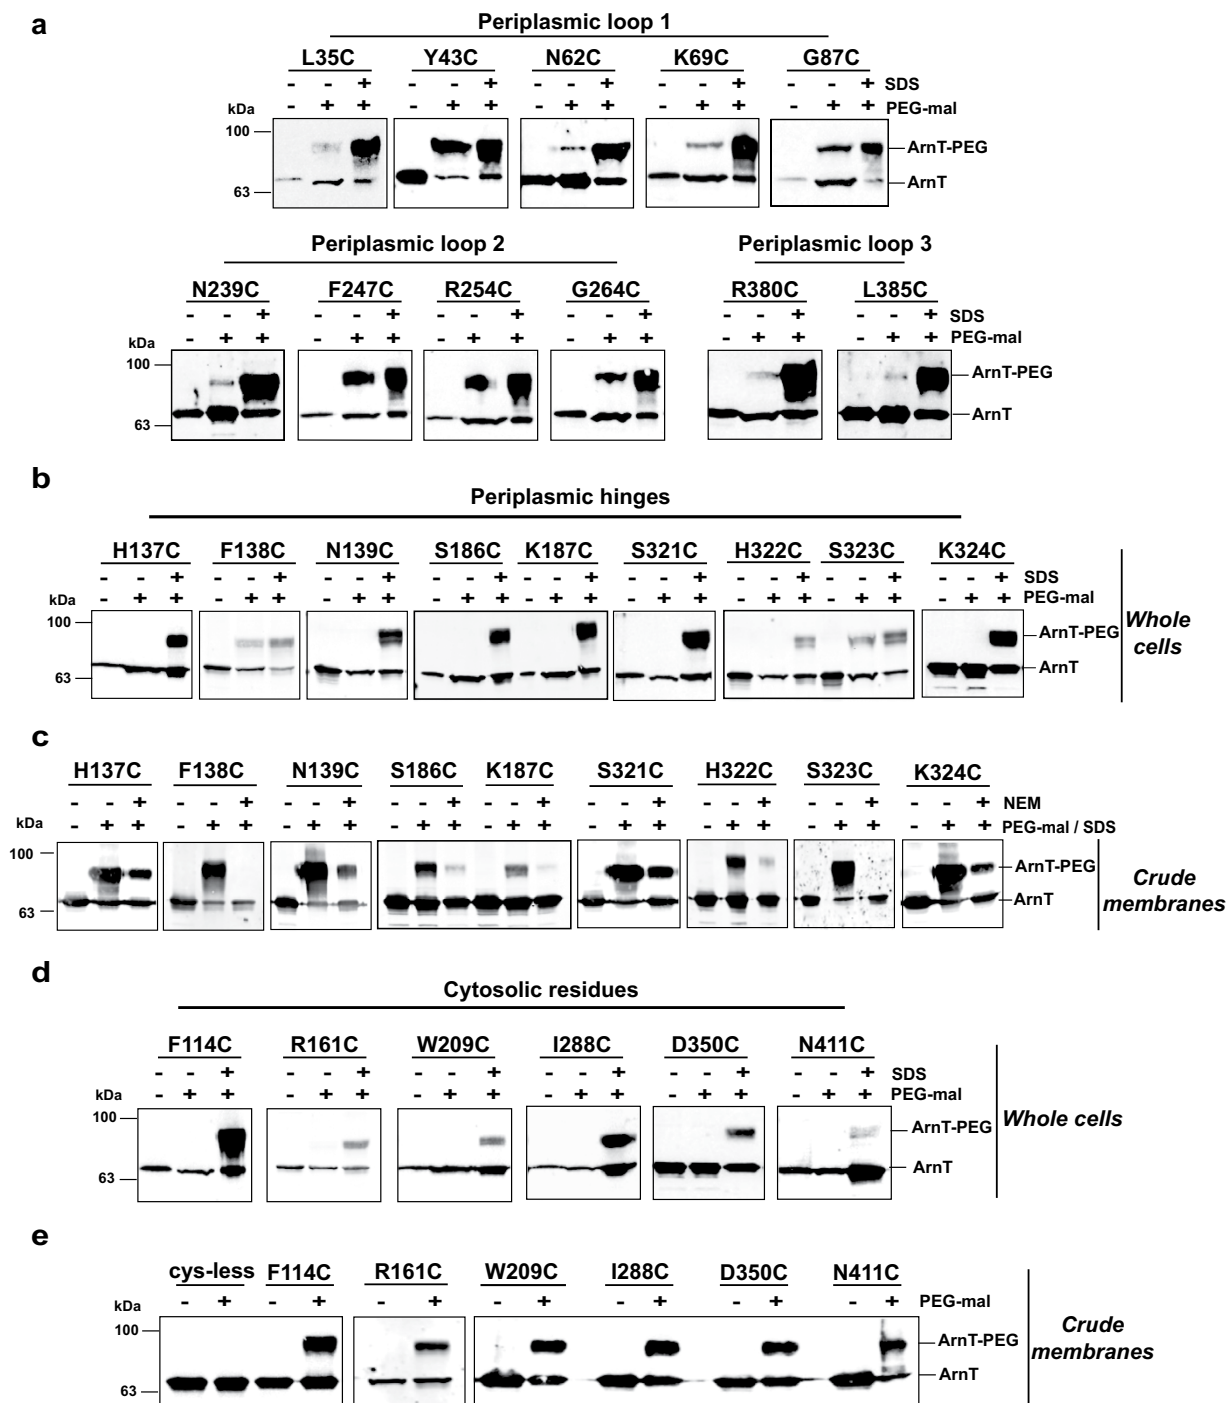 a
Periplasmic loop 1
L35C Y43C N62C K69C G87C
- - + - - + - - + - - + - - + SDS
- + + - + + - + + - + + - + + PEG-mal
kDa
100
ArnT-PEG
63
ArnT
Periplasmic loop 2 Periplasmic loop 3
N239C F247C R254C G264C R380C L385C
- - + - - + - - + - - + - - + - - + SDS
- + + - + + - + + - + + - + + - + + PEG-mal
kDa
100
ArnT-PEG
63
ArnT
b
Periplasmic hinges
H137C F138C N139C S186C K187C S321C H322C S323C K324C
- - + - - + - - + - - + - - + - - + - - + - - + - - + SDS
- + + - + + - + + - + + - + + - + + - + + - + + - + + PEG-mal
kDa
100
ArnT-PEG
63
ArnT
Whole
cells
c
H137C F138C N139C S186C K187C S321C H322C S323C K324C
- - + - - + - - + - - + - - + - - + - - + - - + - - + NEM
- + + - + + - + + - + + - + + - + + - + + - + + - + + PEG-mal / SDS
kDa
100
ArnT-PEG
63
ArnT
Crude
membranes
d
Cytosolic residues
F114C R161C W209C I288C D350C N411C
- - + - - + - - + - - + - - + - - + SDS
- + + - + + - + + - + + - + + - + + PEG-mal
kDa
100
ArnT-PEG
63
ArnT
Whole cells
e
cys-less F114C R161C W209C I288C D350C N411C
- + - + - + - + - + - + - + PEG-mal
kDa
100
ArnT-PEG
63
ArnT
Crude
membranes